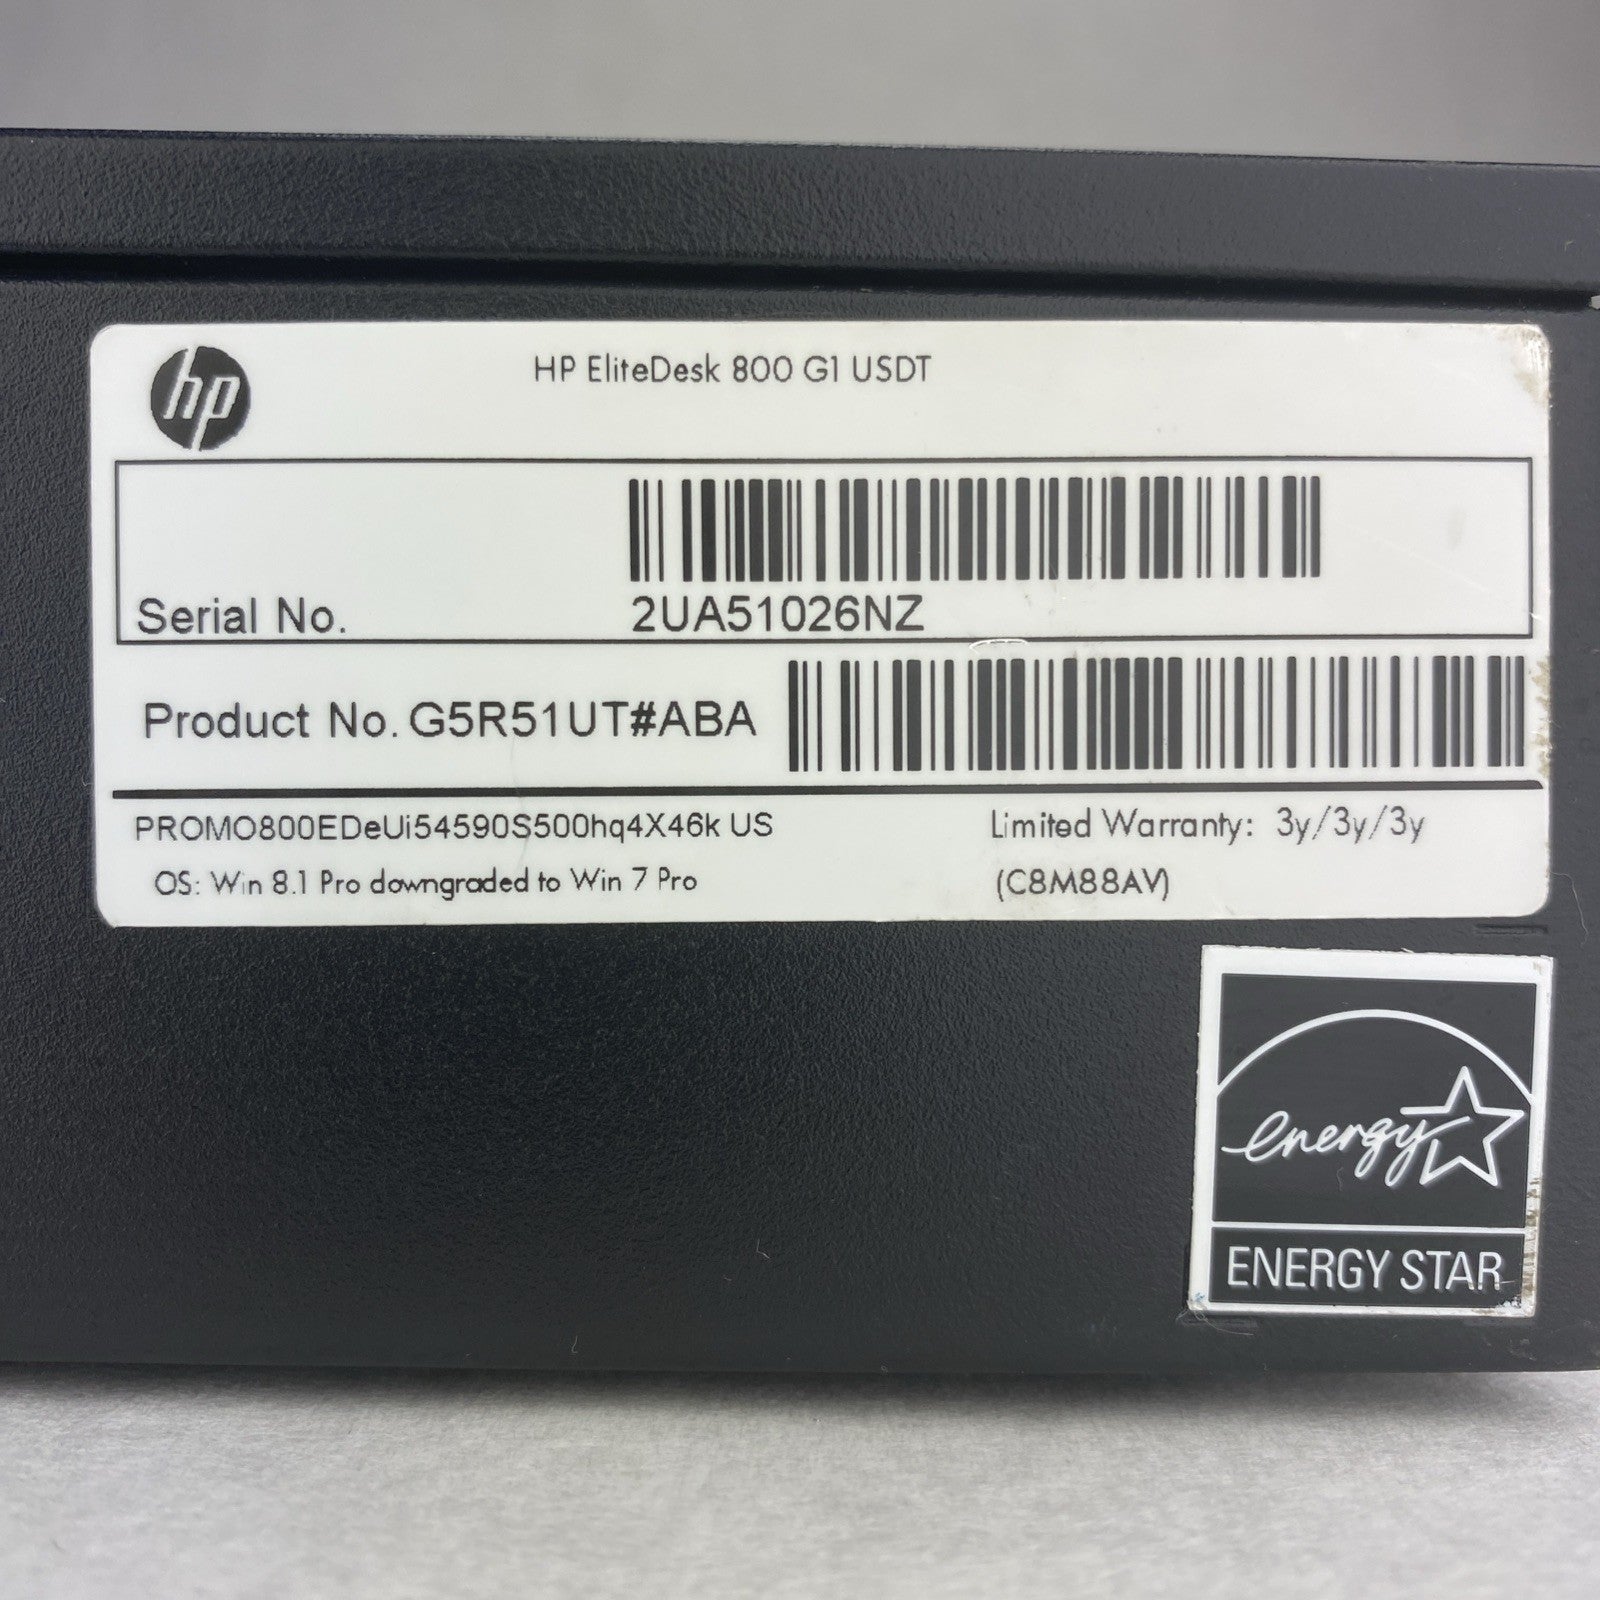 hp
HP EliteDesk 800 G1 USDT
Serial No. 2UA51026NZ
Product No. G5R51UT#ABA
PROMO800EDeUi54590S500hq4X46k US
Limited Warranty: 3y/3y/3y
OS: Win 8.1 Pro downgraded to Win 7 Pro
(C8M88AV)
energy
ENERGY STAR